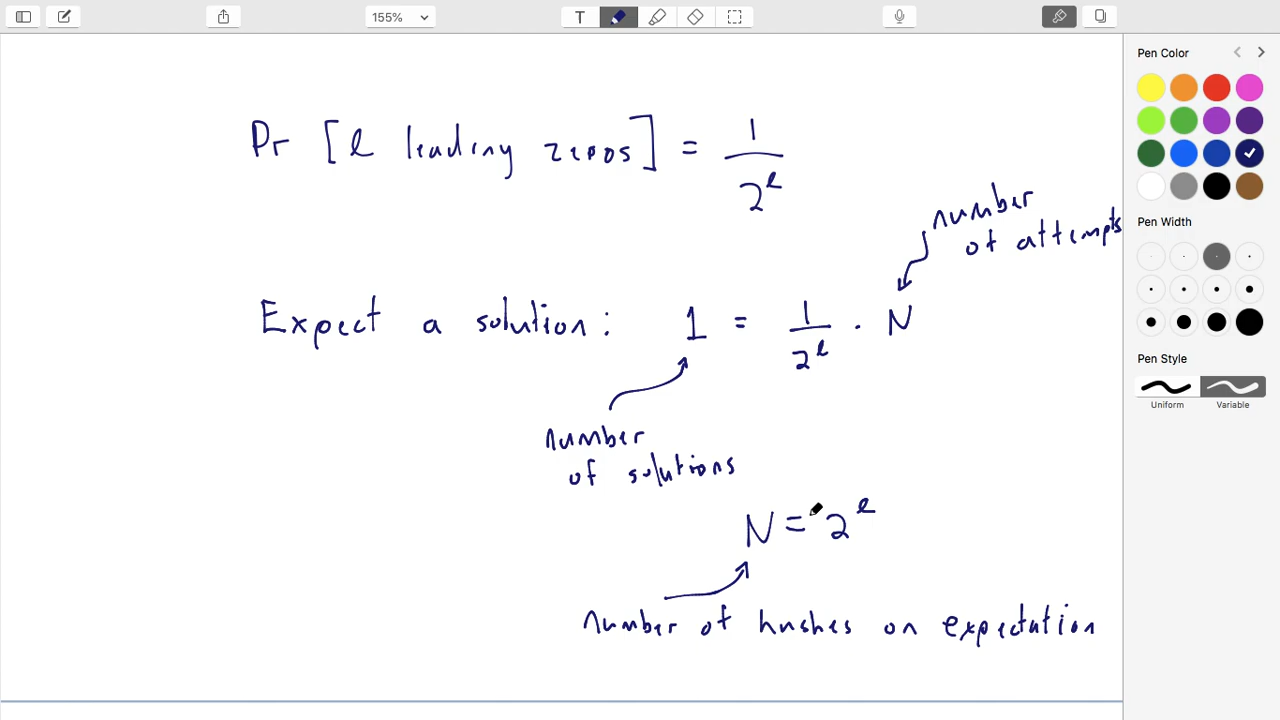 155%
T
Pen Color
Pr [ℓ leading zeros] = 1/2^ℓ
number
of attempts
Pen Width
Expect a solution: 1 = 1/2^ℓ · N
Pen Style
Uniform Variable
number
of solutions
N = 2^ℓ
number of hashes on expectation